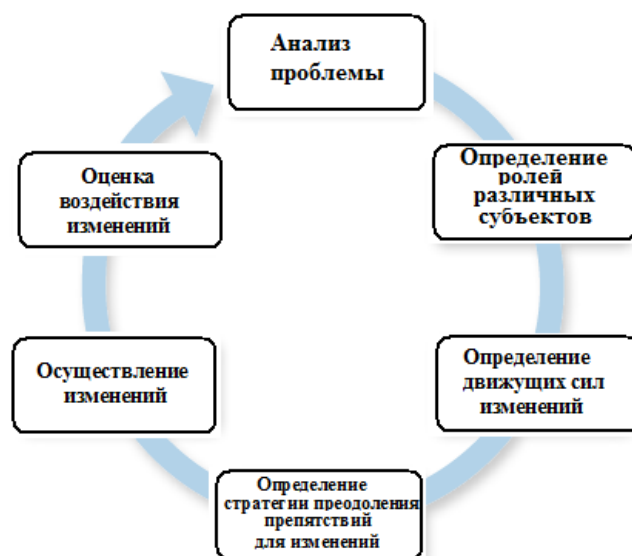 Анализ
проблемы
Определение
ролей
различных
субъектов
Определение
движущих сил
изменений
Определение
стратегии преодоления
препятствий
для изменений
Осуществление
изменений
Оценка
воздействия
изменений